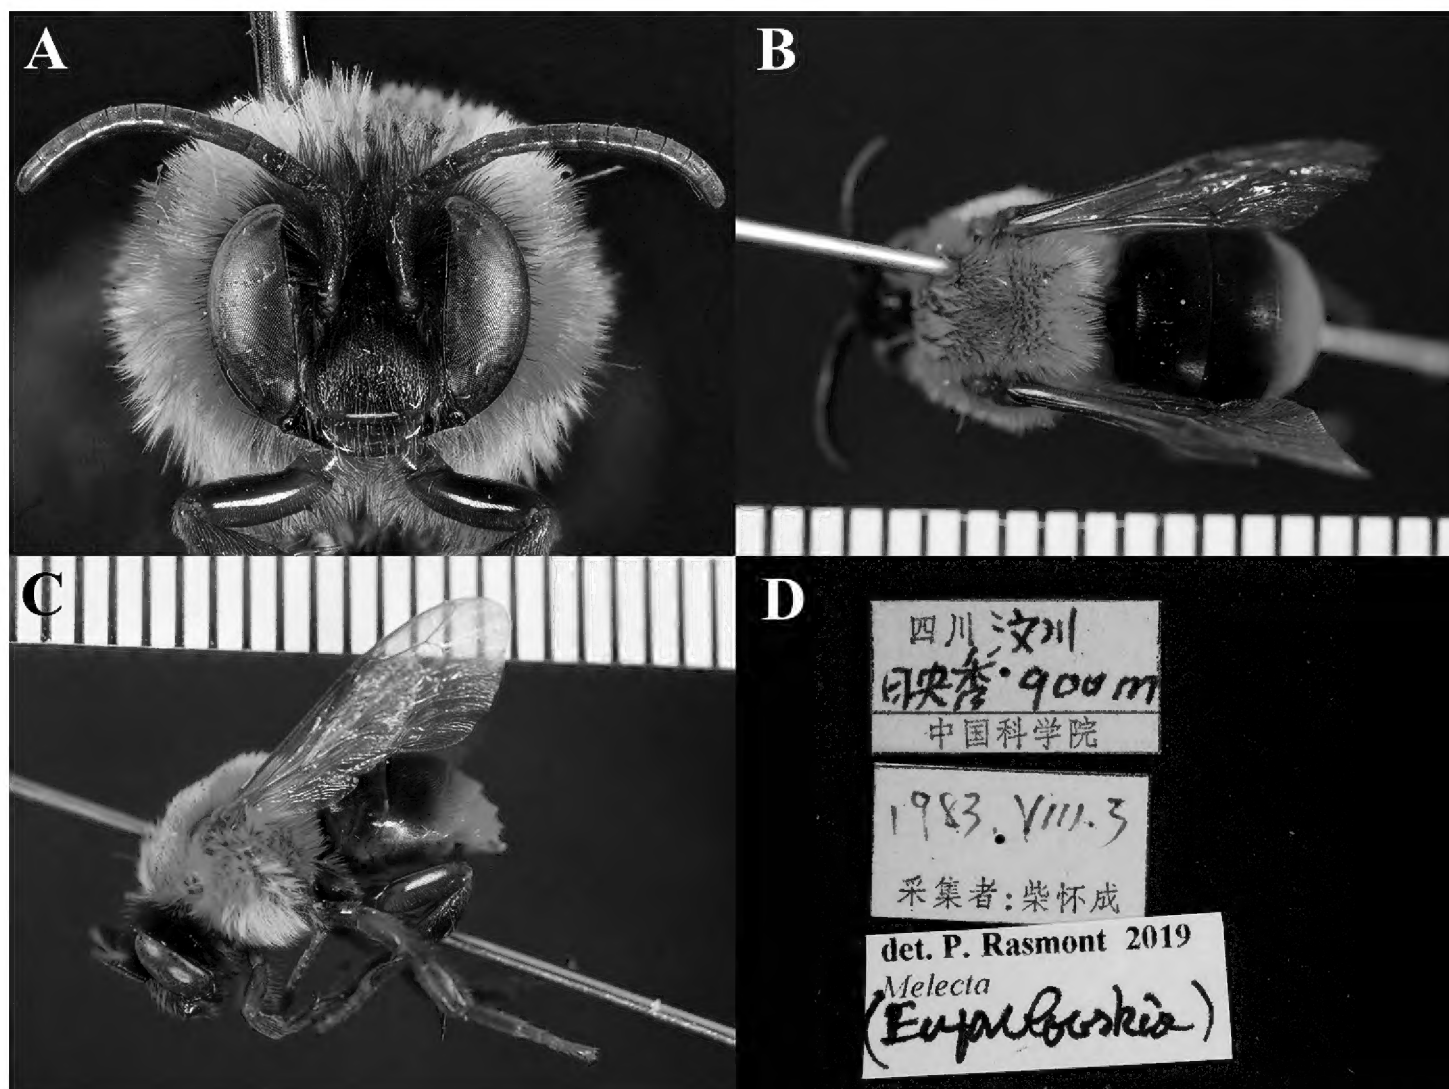 A
B
C
D
四川 汶川
映秀·900m
中国科学院
1983.VIII.3
采集者:柴怀成
det. P. Rasmont 2019
Melecta
(Eupavlovskia)